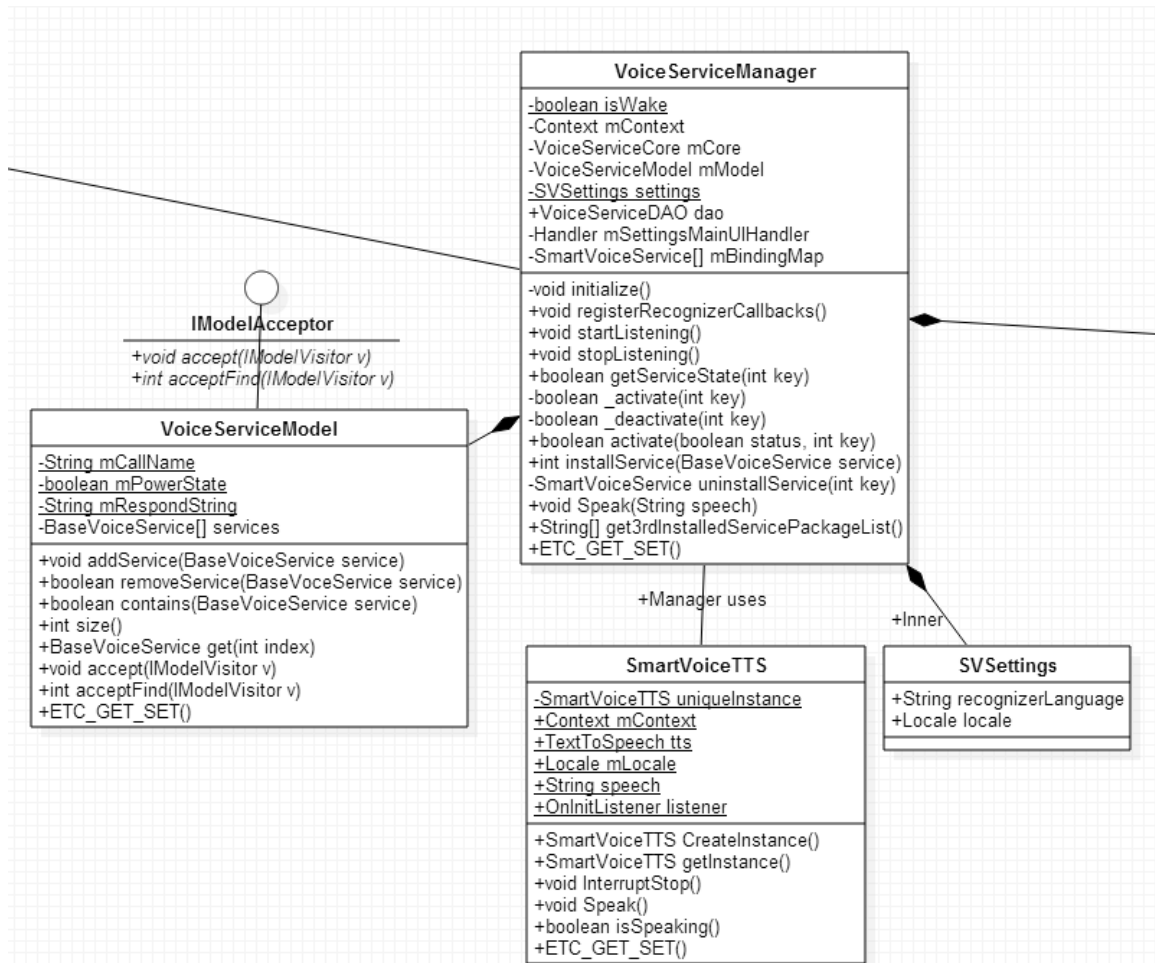 VoiceServiceManager
-boolean isWake
-Context mContext
-VoiceServiceCore mCore
-VoiceServiceModel mModel
-SVSettings settings
+VoiceServiceDAO dao
-Handler mSettingsMainUIHandler
-SmartVoiceService[] mBindingMap
-void initialize()
+void registerRecognizerCallbacks()
+void startListening()
+void stopListening()
+boolean getServiceState(int key)
-boolean _activate(int key)
-boolean _deactivate(int key)
+boolean activate(boolean status, int key)
+int installService(BaseVoiceService service)
-SmartVoiceService uninstallService(int key)
+void Speak(String speech)
+String[] get3rdInstalledServicePackageList()
+ETC_GET_SET()
IModelAcceptor
+void accept(IModelVisitor v)
+int acceptFind(IModelVisitor v)
VoiceServiceModel
-String mCallName
-boolean mPowerState
-String mRespondString
-BaseVoiceService[] services
+void addService(BaseVoiceService service)
+boolean removeService(BaseVoceService service)
+boolean contains(BaseVoiceService service)
+int size()
+BaseVoiceService get(int index)
+void accept(IModelVisitor v)
+int acceptFind(IModelVisitor v)
+ETC_GET_SET()
+Manager uses
+Inner
SmartVoiceTTS
-SmartVoiceTTS uniqueInstance
+Context mContext
+TextToSpeech tts
+Locale mLocale
+String speech
+OnInitListener listener
+SmartVoiceTTS CreateInstance()
+SmartVoiceTTS getInstance()
+void InterruptStop()
+void Speak()
+boolean isSpeaking()
+ETC_GET_SET()
SVSettings
+String recognizerLanguage
+Locale locale